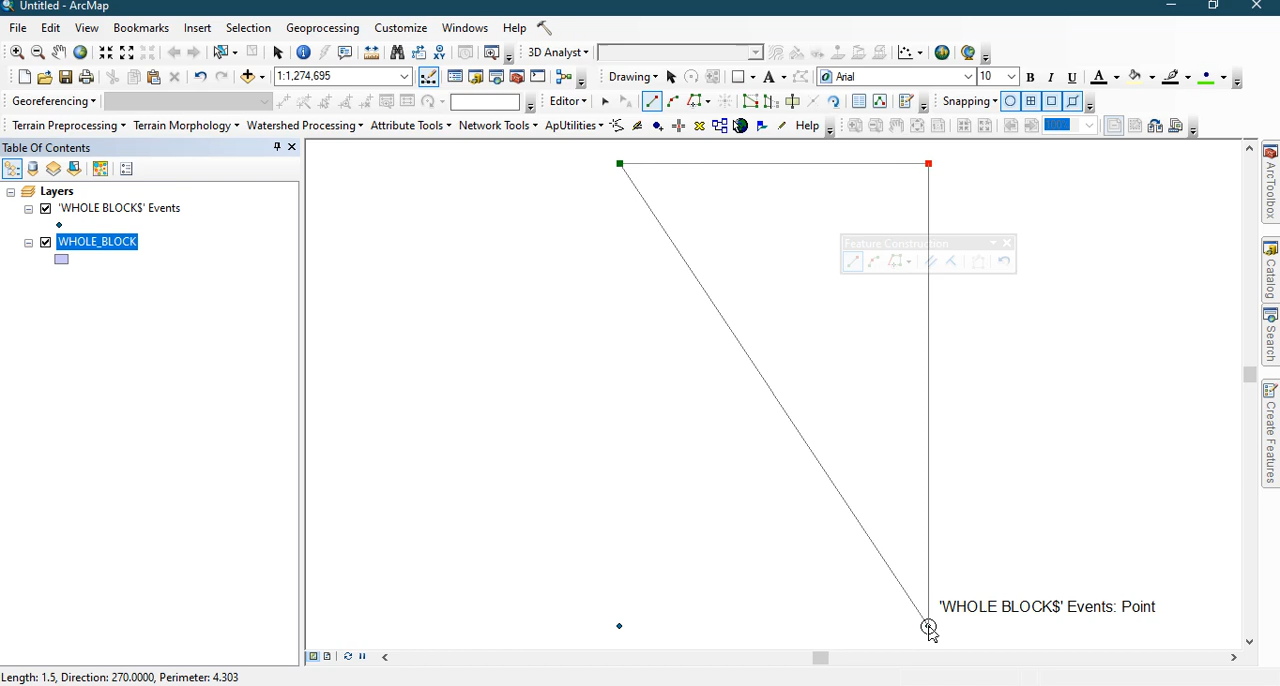 Untitled - ArcMap
File Edit View Bookmarks Insert Selection Geoprocessing Customize Windows Help
3D Analyst
1:1,274,695 Drawing Arial 10 B I U A
Georeferencing Editor Snapping
Terrain Preprocessing Terrain Morphology Watershed Processing Attribute Tools Network Tools ApUtilities Help 100%
Table Of Contents
Layers
'WHOLE BLOCK$' Events
WHOLE_BLOCK
Feature Construction
'WHOLE BLOCK$' Events: Point
ArcToolbox
Catalog
Search
Create Features
Length: 1.5, Direction: 270.0000, Perimeter: 4.303